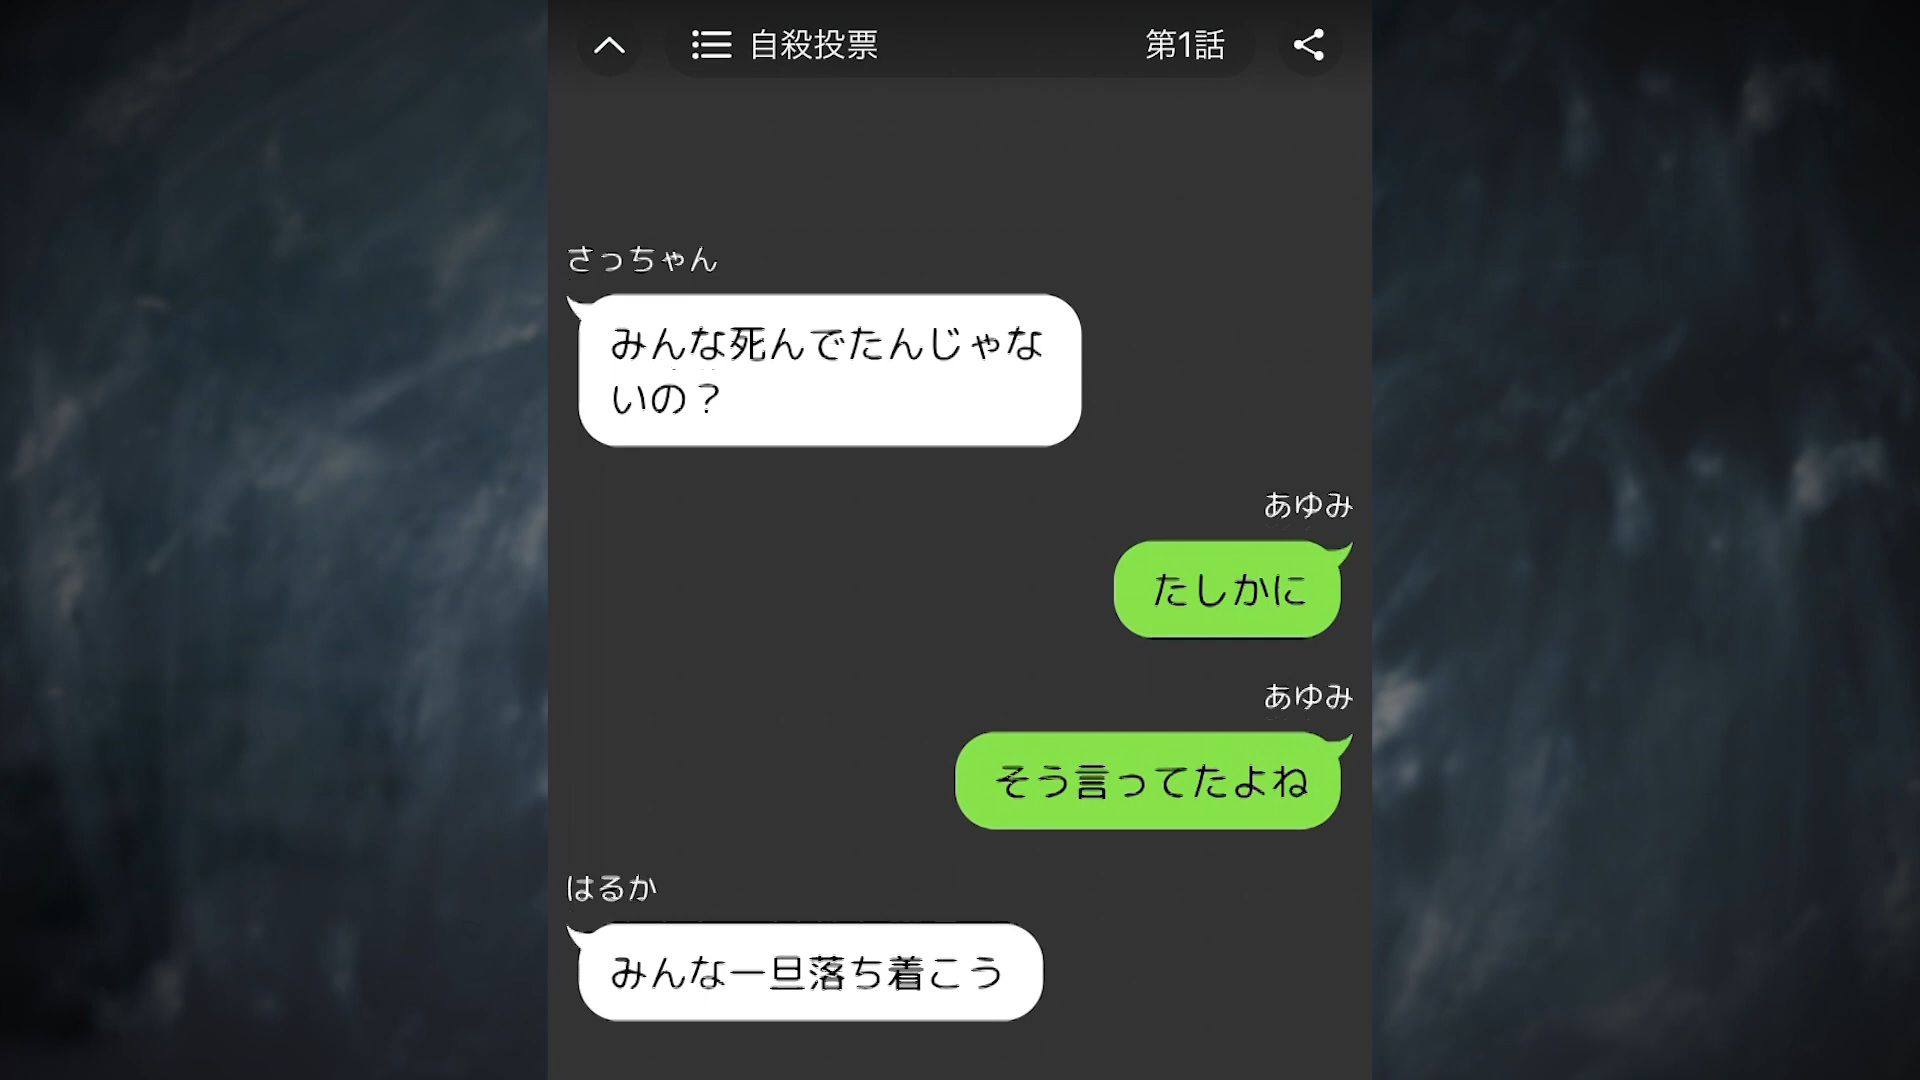 自殺投票 第1話
さっちゃん
みんな死んでたんじゃな
いの？
あゆみ
たしかに
あゆみ
そう言ってたよね
はるか
みんな一旦落ち着こう